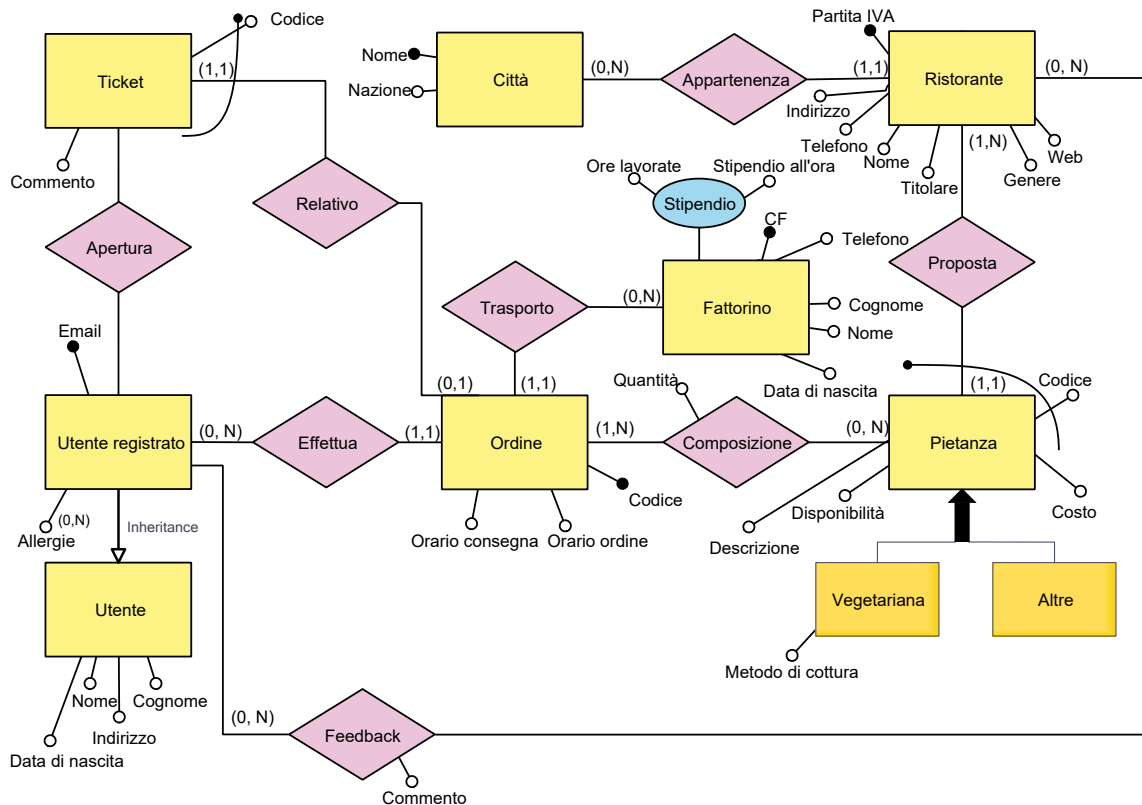 Codice
Ticket
(1,1)
Commento
Apertura
Relativo
Nome
Nazione
Città
(0,N)
Appartenenza
(1,1)
Partita IVA
Ristorante
(0, N)
Indirizzo
Telefono
Nome
Titolare
(1,N)
Genere
Web
Ore lavorate
Stipendio all'ora
Stipendio
CF
Telefono
Proposta
Trasporto
(0,N)
Fattorino
Cognome
Nome
Data di nascita
Email
(0,1)
(1,1)
Quantità
(1,1)
Codice
Utente registrato
(0, N)
Effettua
(1,1)
Ordine
(1,N)
Composizione
(0, N)
Pietanza
Codice
Costo
Disponibilità
Descrizione
Orario consegna
Orario ordine
(0,N)
Allergie
Inheritance
Utente
Vegetariana
Altre
Metodo di cottura
Nome
Cognome
Indirizzo
Data di nascita
(0, N)
Feedback
Commento